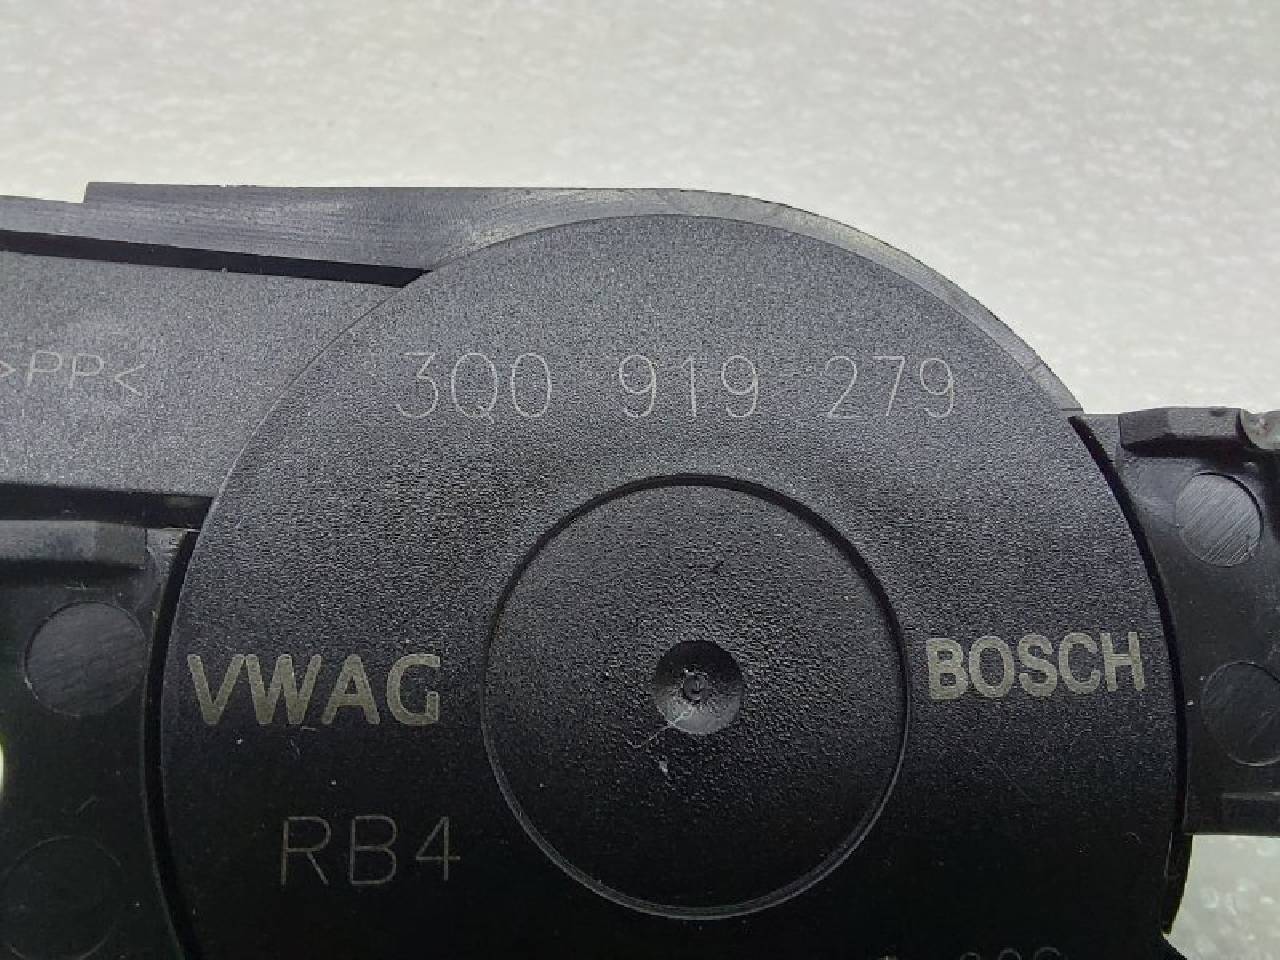 3Q0 919 279
>PP<
VWAG
BOSCH
RB4